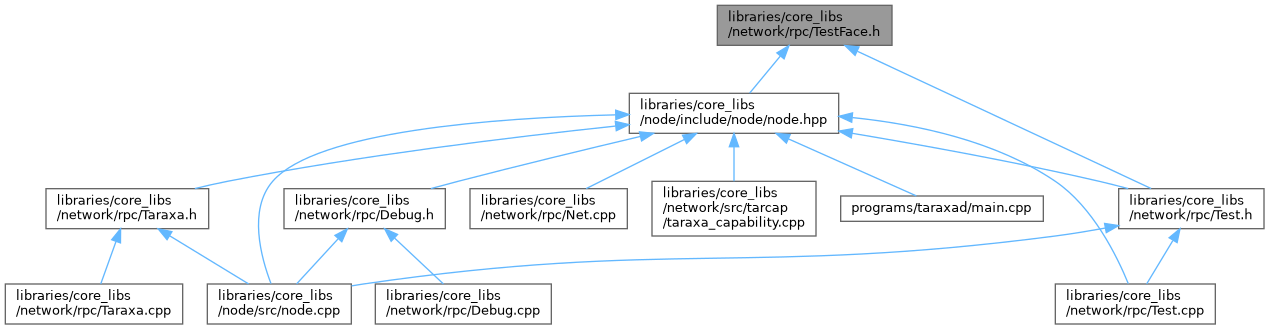 libraries/core_libs
/network/rpc/TestFace.h
libraries/core_libs
/node/include/node/node.hpp
libraries/core_libs
/network/rpc/Taraxa.h
libraries/core_libs
/network/rpc/Debug.h
libraries/core_libs
/network/rpc/Net.cpp
libraries/core_libs
/network/src/tarcap
/taraxa_capability.cpp
programs/taraxad/main.cpp
libraries/core_libs
/network/rpc/Test.h
libraries/core_libs
/network/rpc/Taraxa.cpp
libraries/core_libs
/node/src/node.cpp
libraries/core_libs
/network/rpc/Debug.cpp
libraries/core_libs
/network/rpc/Test.cpp